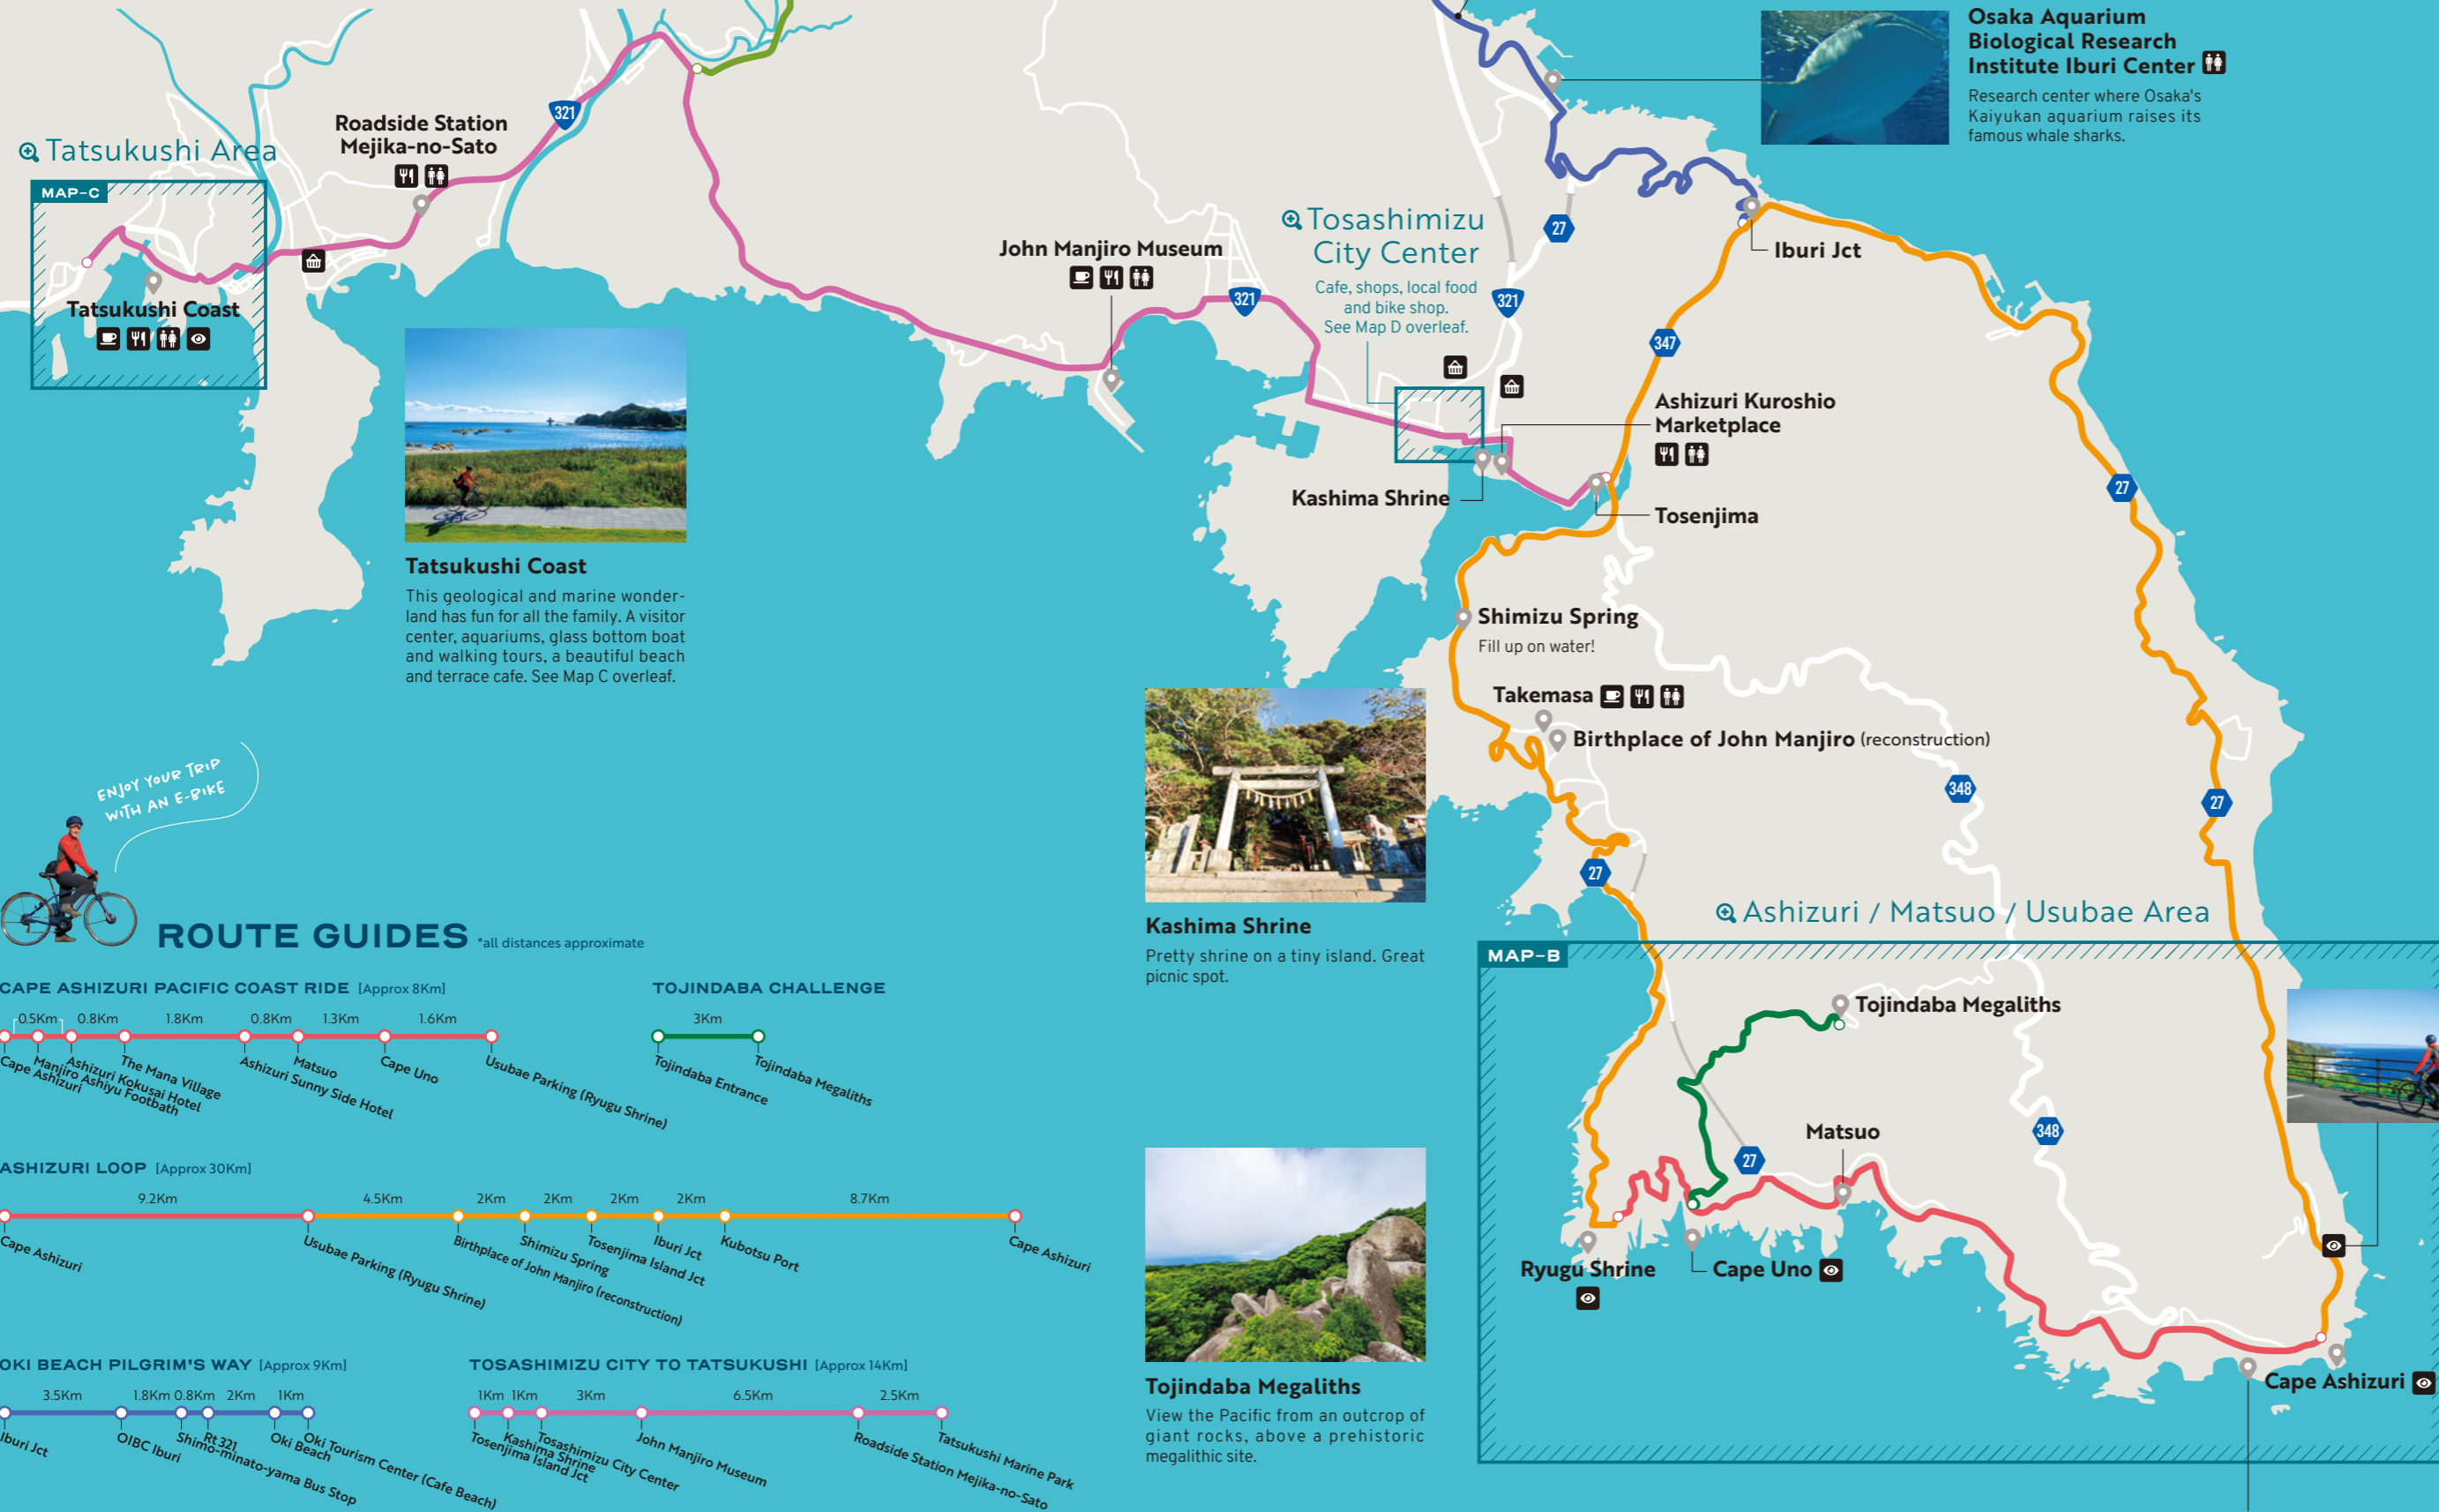 Osaka Aquarium
Biological Research
Institute Iburi Center
Research center where Osaka's
Kaiyukan aquarium raises its
famous whale sharks.
321
Roadside Station
Mejika-no-Sato
Tatsukushi Area
MAP-C
Tatsukushi Coast
John Manjiro Museum
321
Tosashimizu
City Center
Cafe, shops, local food
and bike shop.
See Map D overleaf.
27
321
Iburi Jct
347
Ashizuri Kuroshio
Marketplace
Kashima Shrine
Tosenjima
27
Tatsukushi Coast
This geological and marine wonder-
land has fun for all the family. A visitor
center, aquariums, glass bottom boat
and walking tours, a beautiful beach
and terrace cafe. See Map C overleaf.
Shimizu Spring
Fill up on water!
Takemasa
Birthplace of John Manjiro (reconstruction)
348
27
27
Kashima Shrine
Pretty shrine on a tiny island. Great
picnic spot.
Ashizuri / Matsuo / Usubae Area
MAP-B
Tojindaba Megaliths
Matsuo
27
348
Ryugu Shrine
Cape Uno
Cape Ashizuri
Tojindaba Megaliths
View the Pacific from an outcrop of
giant rocks, above a prehistoric
megalithic site.
ENJOY YOUR TRIP
WITH AN E-BIKE
ROUTE GUIDES *all distances approximate
CAPE ASHIZURI PACIFIC COAST RIDE [Approx 8Km]
0.5Km 0.8Km 1.8Km 0.8Km 1.3Km 1.6Km
Cape Ashizuri
Manjiro Ashiyu Footbath
Ashizuri Kokusai Hotel
The Mana Village
Ashizuri Sunny Side Hotel
Matsuo
Cape Uno
Usubae Parking (Ryugu Shrine)
TOJINDABA CHALLENGE
3Km
Tojindaba Entrance
Tojindaba Megaliths
ASHIZURI LOOP [Approx 30Km]
9.2Km 4.5Km 2Km 2Km 2Km 2Km 8.7Km
Cape Ashizuri
Usubae Parking (Ryugu Shrine)
Birthplace of John Manjiro (reconstruction)
Shimizu Spring
Tosenjima Island Jct
Iburi Jct
Kubotsu Port
Cape Ashizuri
OKI BEACH PILGRIM'S WAY [Approx 9Km]
3.5Km 1.8Km 0.8Km 2Km 1Km
Iburi Jct
OIBC Iburi
Shimo-minato-yama Bus Stop
Rt 321
Oki Beach
Oki Tourism Center (Cafe Beach)
TOSASHIMIZU CITY TO TATSUKUSHI [Approx 14Km]
1Km 1Km 3Km 6.5Km 2.5Km
Tosenjima Island Jct
Kashima Shrine
Tosashimizu City Center
John Manjiro Museum
Roadside Station Mejika-no-Sato
Tatsukushi Marine Park